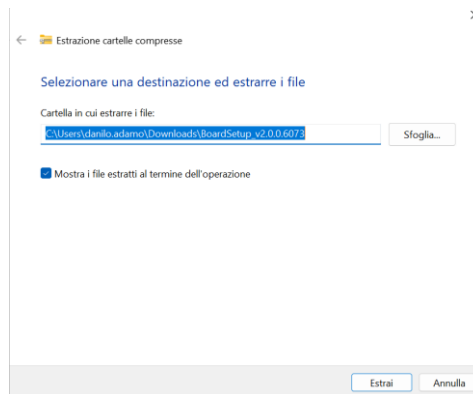 Estrazione cartelle compresse
Selezionare una destinazione ed estrarre i file
Cartella in cui estrarre i file:
C:\Users\danilo.adamo\Downloads\BoardSetup_v2.0.0.6073
Sfoglia...
Mostra i file estratti al termine dell'operazione
Estrai
Annulla